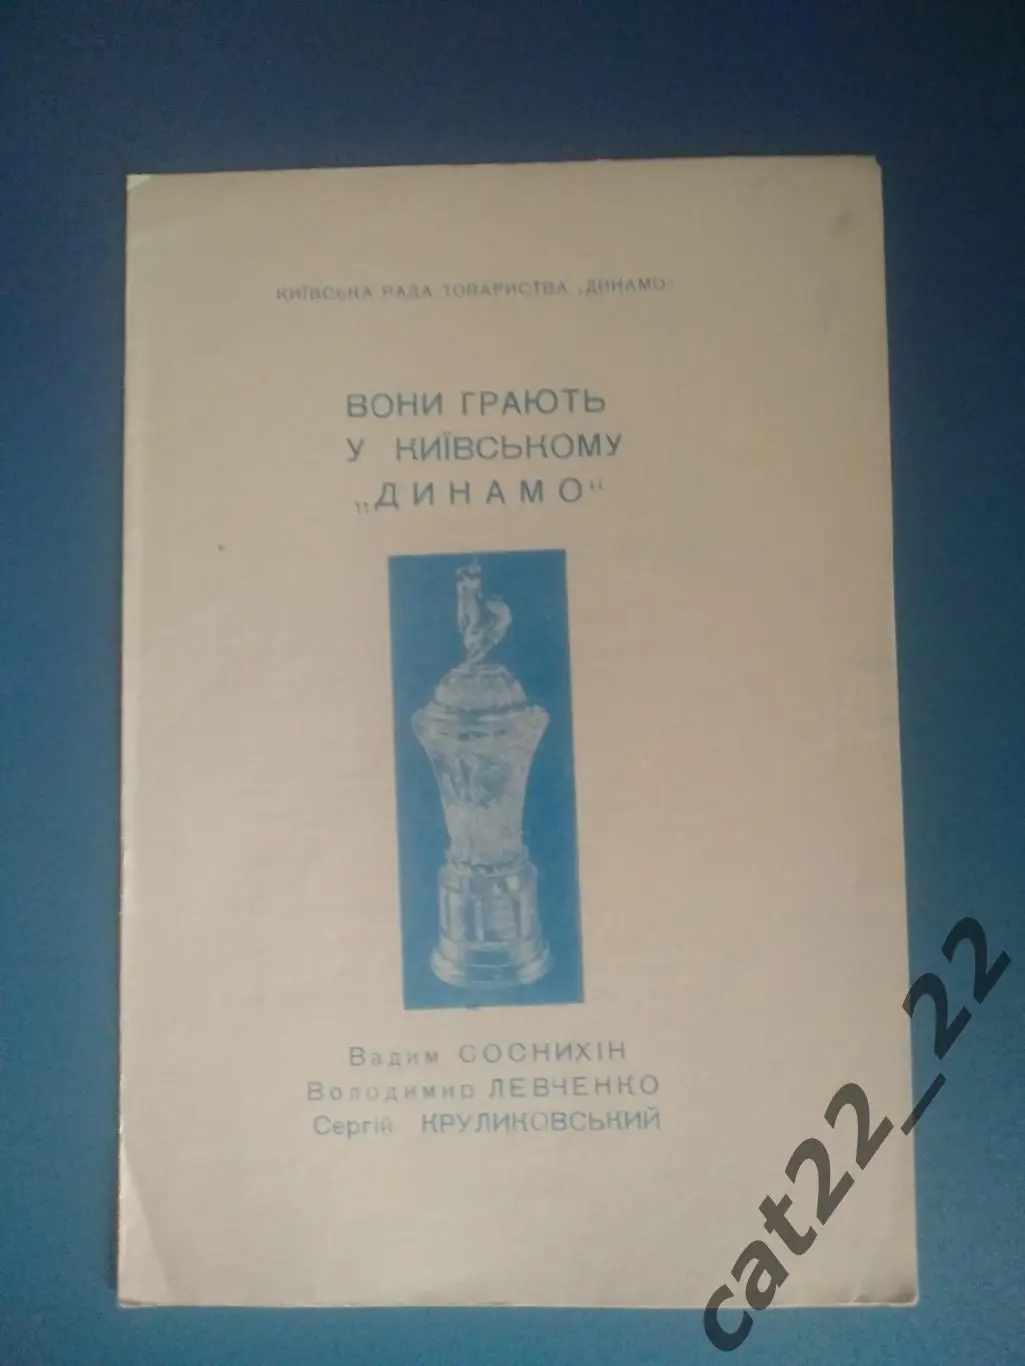 КИЇВСЬКА РАДА ТОВАРИСТВА „ДИНАМО"
ВОНИ ГРАЮТЬ
У КИЇВСЬКОМУ
„ДИНАМО"
Вадим СОСНИХІН
Володимир ЛЕВЧЕНКО
Сергій КРУЛИКОВСЬКИЙ
cat22_22